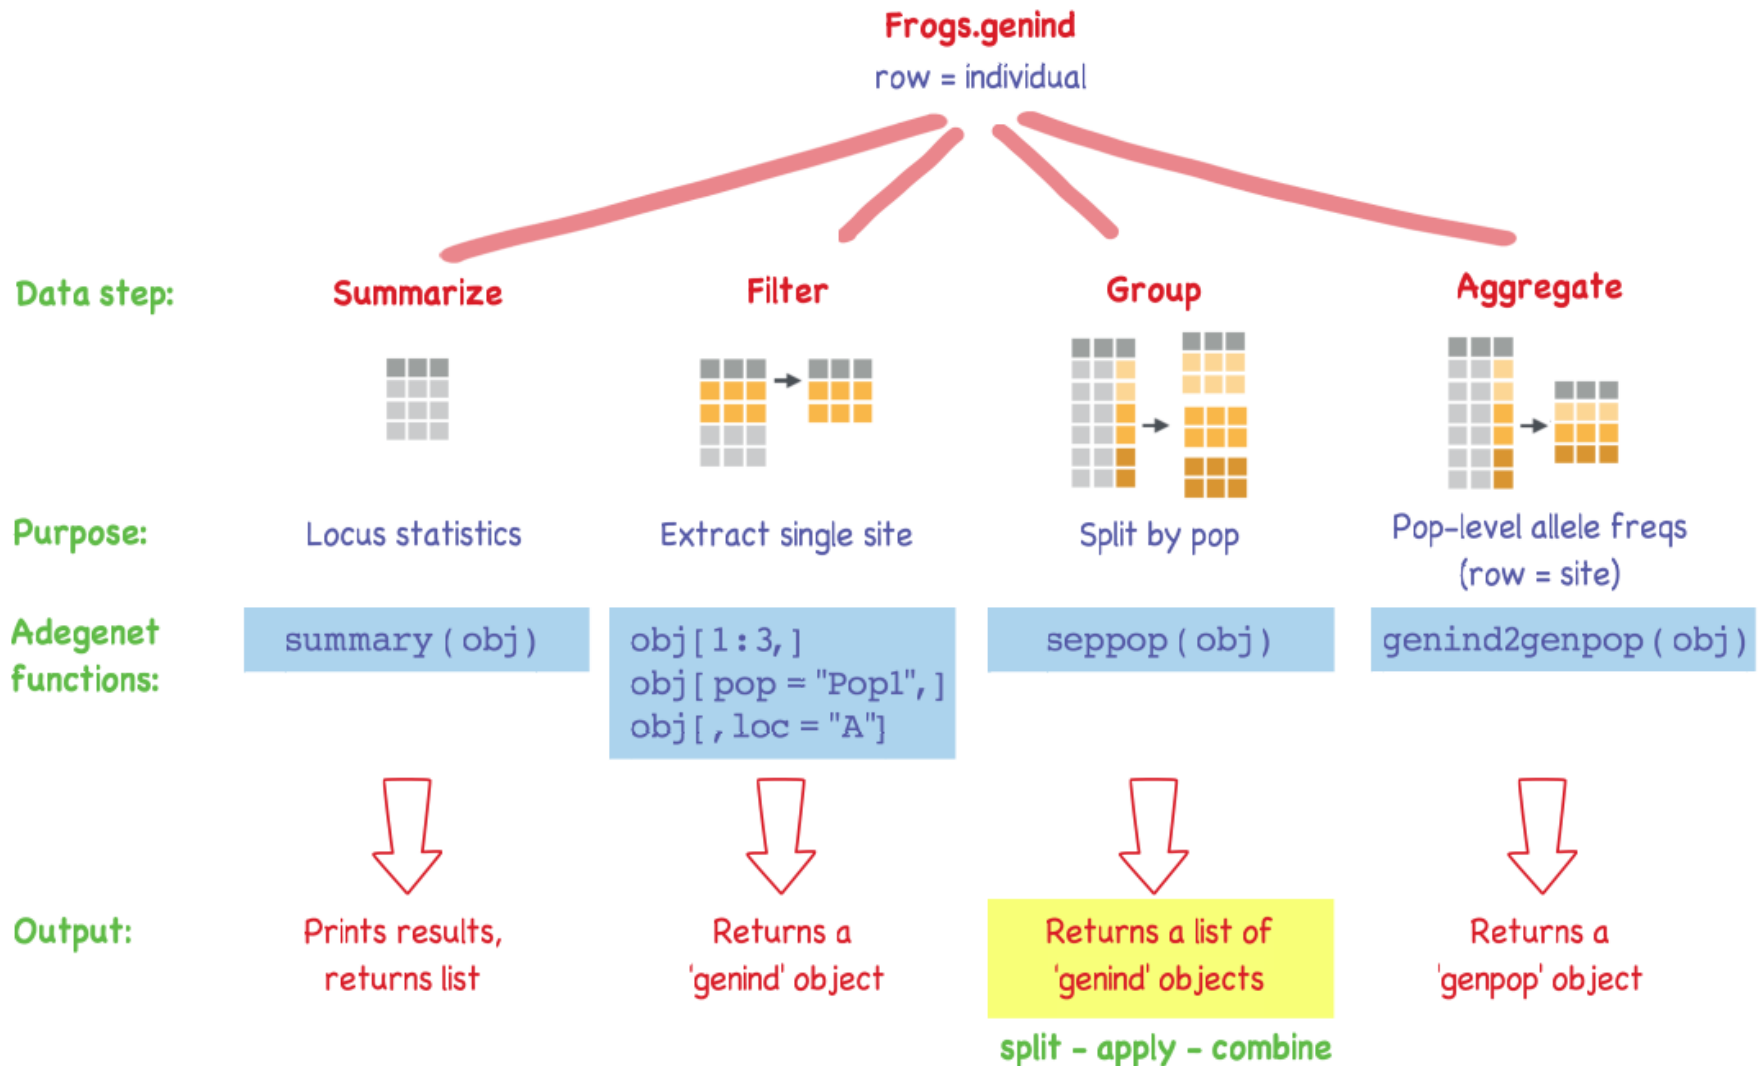 Frogs.genind
row = individual
Data step:
Summarize
Filter
Group
Aggregate
Purpose:
Locus statistics
Extract single site
Split by pop
Pop-level allele freqs
(row = site)
Adegenet
functions:
summary(obj)
obj[1:3,]
obj[pop = "Pop1",]
obj[,loc = "A"]
seppop(obj)
genind2genpop(obj)
Output:
Prints results,
returns list
Returns a
'genind' object
Returns a list of
'genind' objects
Returns a
'genpop' object
split - apply - combine